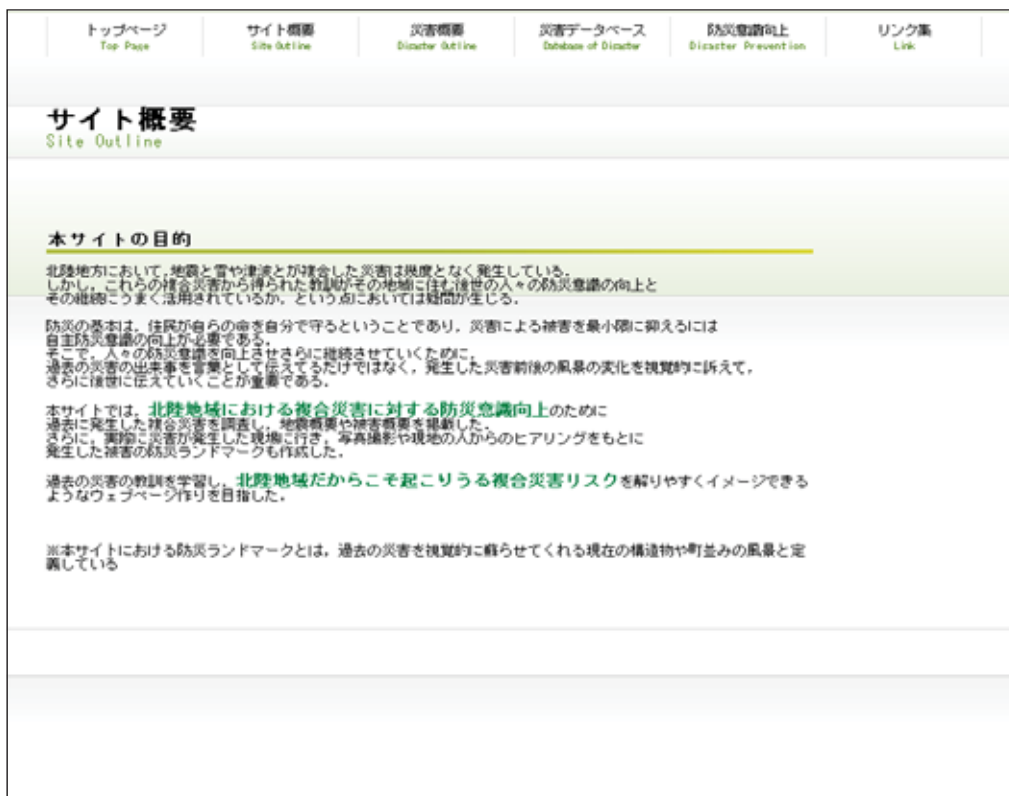 トップページ
Top Page
サイト概要
Site Outline
災害概要
Disaster Outline
災害データベース
Database of Disaster
防災意識向上
Disaster Prevention
リンク集
Link
サイト概要
Site Outline
本サイトの目的
北陸地方において,地震と雪や津波とが複合した災害は幾度となく発生している.
しかし,これらの複合災害から得られた教訓がその地域に住む後世の人々の防災意識の向上と
その継続にうまく活用されているか,という点においては疑問が生じる.
防災の基本は,住民が自らの命を自分で守るということであり,災害による被害を最小限に抑えるには
自主防災意識の向上が必要である.
そこで,人々の防災意識を向上させさらに継続させていくために,
過去の災害の出来事を言葉として伝えてるだけではなく,発生した災害前後の風景の変化を視覚的に訴えて,
さらに後世に伝えていくことが重要である.
本サイトでは,北陸地域における複合災害に対する防災意識向上のために
過去に発生した複合災害を調査し,地震概要や被害概要を掲載した.
さらに,実際に災害が発生した現場に行き,写真撮影や現地の人からのヒアリングをもとに
発生した被害の防災ランドマークも作成した.
過去の災害の教訓を学習し,北陸地域だからこそ起こりうる複合災害リスクを解りやすくイメージできる
ようなウェブページ作りを目指した.
※本サイトにおける防災ランドマークとは,過去の災害を視覚的に蘇らせてくれる現在の構造物や町並みの風景と定
義している